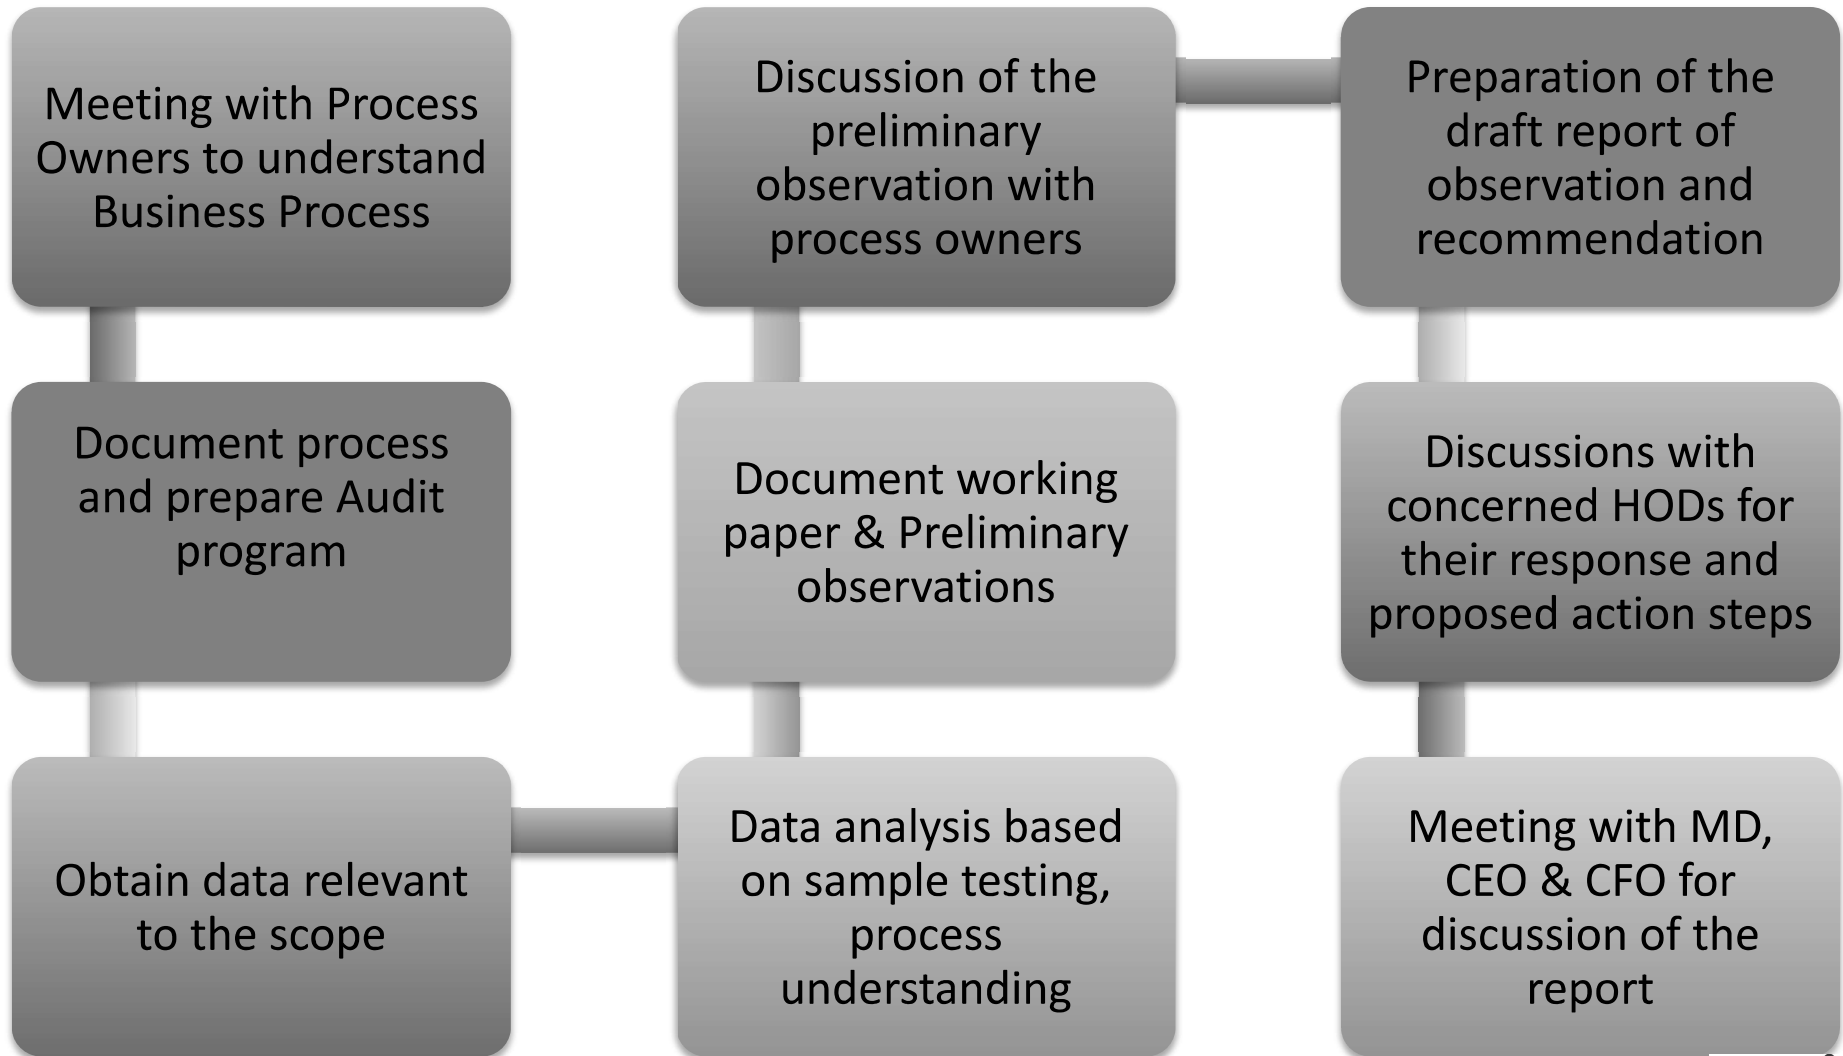 Meeting with Process
Owners to understand
Business Process
Document process
and prepare Audit
program
Obtain data relevant
to the scope
Data analysis based
on sample testing,
process
understanding
Document working
paper & Preliminary
observations
Discussion of the
preliminary
observation with
process owners
Preparation of the
draft report of
observation and
recommendation
Discussions with
concerned HODs for
their response and
proposed action steps
Meeting with MD,
CEO & CFO for
discussion of the
report